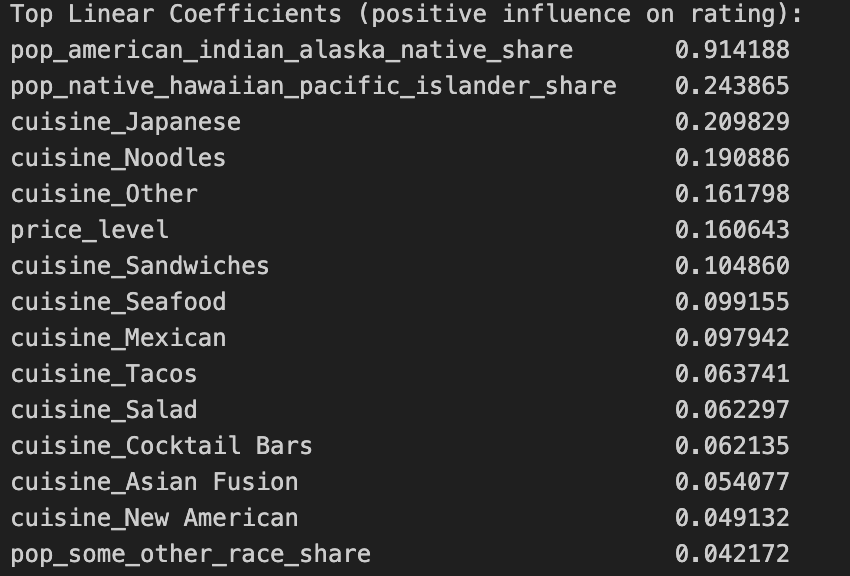 Top Linear Coefficients (positive influence on rating):
pop_american_indian_alaska_native_share 0.914188
pop_native_hawaiian_pacific_islander_share 0.243865
cuisine_Japanese 0.209829
cuisine_Noodles 0.190886
cuisine_Other 0.161798
price_level 0.160643
cuisine_Sandwiches 0.104860
cuisine_Seafood 0.099155
cuisine_Mexican 0.097942
cuisine_Tacos 0.063741
cuisine_Salad 0.062297
cuisine_Cocktail Bars 0.062135
cuisine_Asian Fusion 0.054077
cuisine_New American 0.049132
pop_some_other_race_share 0.042172